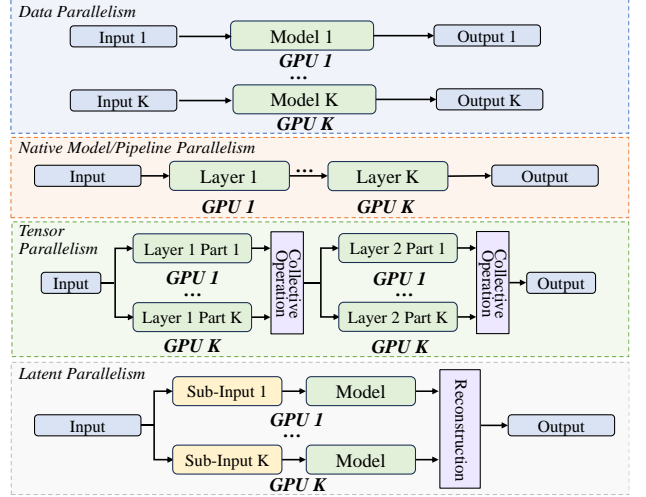 Data Parallelism
Input 1
Model 1
Output 1
GPU 1
...
Input K
Model K
Output K
GPU K
Native Model/Pipeline Parallelism
Input
Layer 1
...
Layer K
Output
GPU 1
GPU K
Tensor
Parallelism
Input
Layer 1 Part 1
GPU 1
...
Layer 1 Part K
GPU K
Collective
Operation
Layer 2 Part 1
GPU 1
...
Layer 2 Part K
GPU K
Collective
Operation
Output
Latent Parallelism
Input
Sub-Input 1
Model
GPU 1
...
Sub-Input K
Model
GPU K
Reconstruction
Output